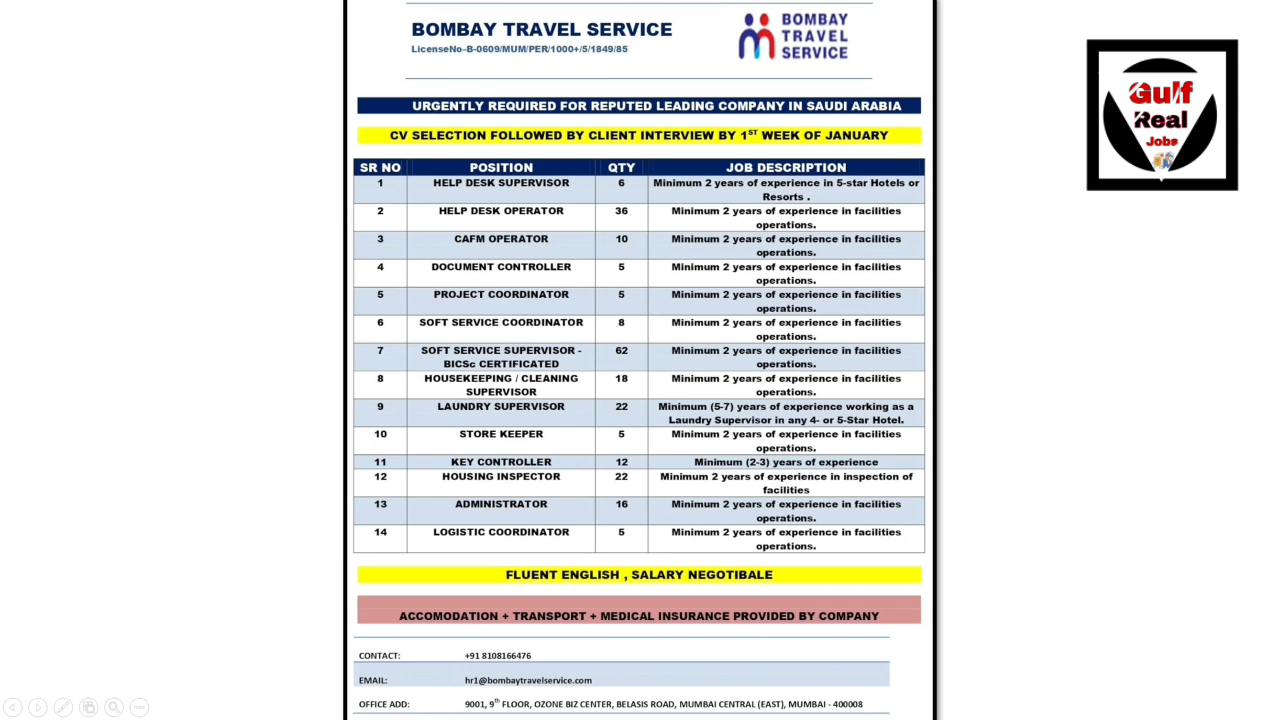 BOMBAY TRAVEL SERVICE
LicenseNo-B-0609/MUM/PER/1000+/5/1849/85
BOMBAY
TRAVEL
SERVICE
Gulf
Real
Jobs
URGENTLY REQUIRED FOR REPUTED LEADING COMPANY IN SAUDI ARABIA
CV SELECTION FOLLOWED BY CLIENT INTERVIEW BY 1ST WEEK OF JANUARY
SR NO POSITION QTY JOB DESCRIPTION
1 HELP DESK SUPERVISOR 6 Minimum 2 years of experience in 5-star Hotels or
Resorts .
2 HELP DESK OPERATOR 36 Minimum 2 years of experience in facilities
operations.
3 CAFM OPERATOR 10 Minimum 2 years of experience in facilities
operations.
4 DOCUMENT CONTROLLER 5 Minimum 2 years of experience in facilities
operations.
5 PROJECT COORDINATOR 5 Minimum 2 years of experience in facilities
operations.
6 SOFT SERVICE COORDINATOR 8 Minimum 2 years of experience in facilities
operations.
7 SOFT SERVICE SUPERVISOR - 62 Minimum 2 years of experience in facilities
BICSc CERTIFICATED operations.
8 HOUSEKEEPING / CLEANING 18 Minimum 2 years of experience in facilities
SUPERVISOR operations.
9 LAUNDRY SUPERVISOR 22 Minimum (5-7) years of experience working as a
Laundry Supervisor in any 4- or 5-Star Hotel.
10 STORE KEEPER 5 Minimum 2 years of experience in facilities
operations.
11 KEY CONTROLLER 12 Minimum (2-3) years of experience
12 HOUSING INSPECTOR 22 Minimum 2 years of experience in inspection of
facilities
13 ADMINISTRATOR 16 Minimum 2 years of experience in facilities
operations.
14 LOGISTIC COORDINATOR 5 Minimum 2 years of experience in facilities
operations.
FLUENT ENGLISH , SALARY NEGOTIBALE
ACCOMODATION + TRANSPORT + MEDICAL INSURANCE PROVIDED BY COMPANY
CONTACT: +91 8108166476
EMAIL: hr1@bombaytravelservice.com
OFFICE ADD: 9001, 9th FLOOR, OZONE BIZ CENTER, BELASIS ROAD, MUMBAI CENTRAL (EAST), MUMBAI - 400008